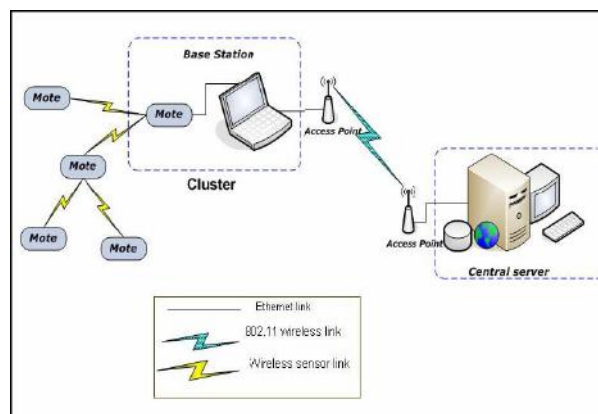 Base Station
Mote
Mote
Access Point
Mote
Cluster
Mote
Mote
Access Point
Central server
Ethernet link
802.11 wireless link
Wireless sensor link